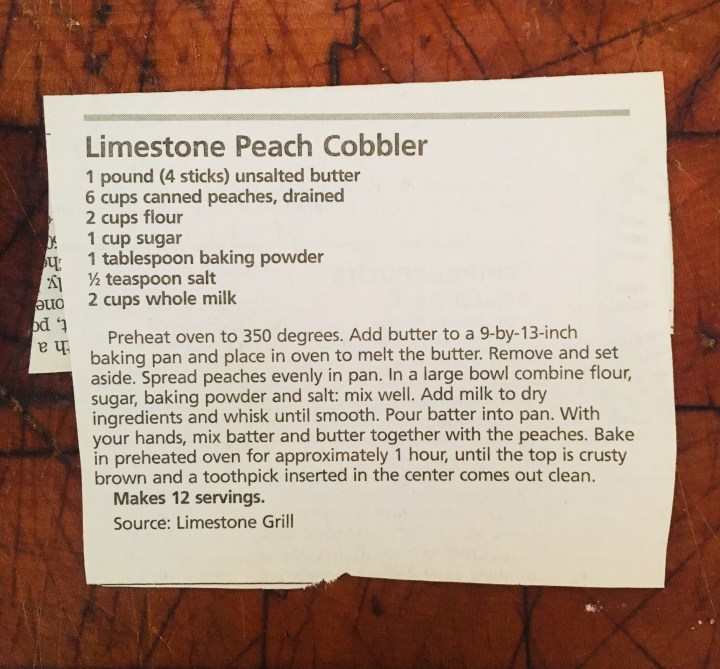 Limestone Peach Cobbler
1 pound (4 sticks) unsalted butter
6 cups canned peaches, drained
2 cups flour
1 cup sugar
1 tablespoon baking powder
½ teaspoon salt
2 cups whole milk
Preheat oven to 350 degrees. Add butter to a 9-by-13-inch
baking pan and place in oven to melt the butter. Remove and set
aside. Spread peaches evenly in pan. In a large bowl combine flour,
sugar, baking powder and salt: mix well. Add milk to dry
ingredients and whisk until smooth. Pour batter into pan. With
your hands, mix batter and butter together with the peaches. Bake
in preheated oven for approximately 1 hour, until the top is crusty
brown and a toothpick inserted in the center comes out clean.
Makes 12 servings.
Source: Limestone Grill